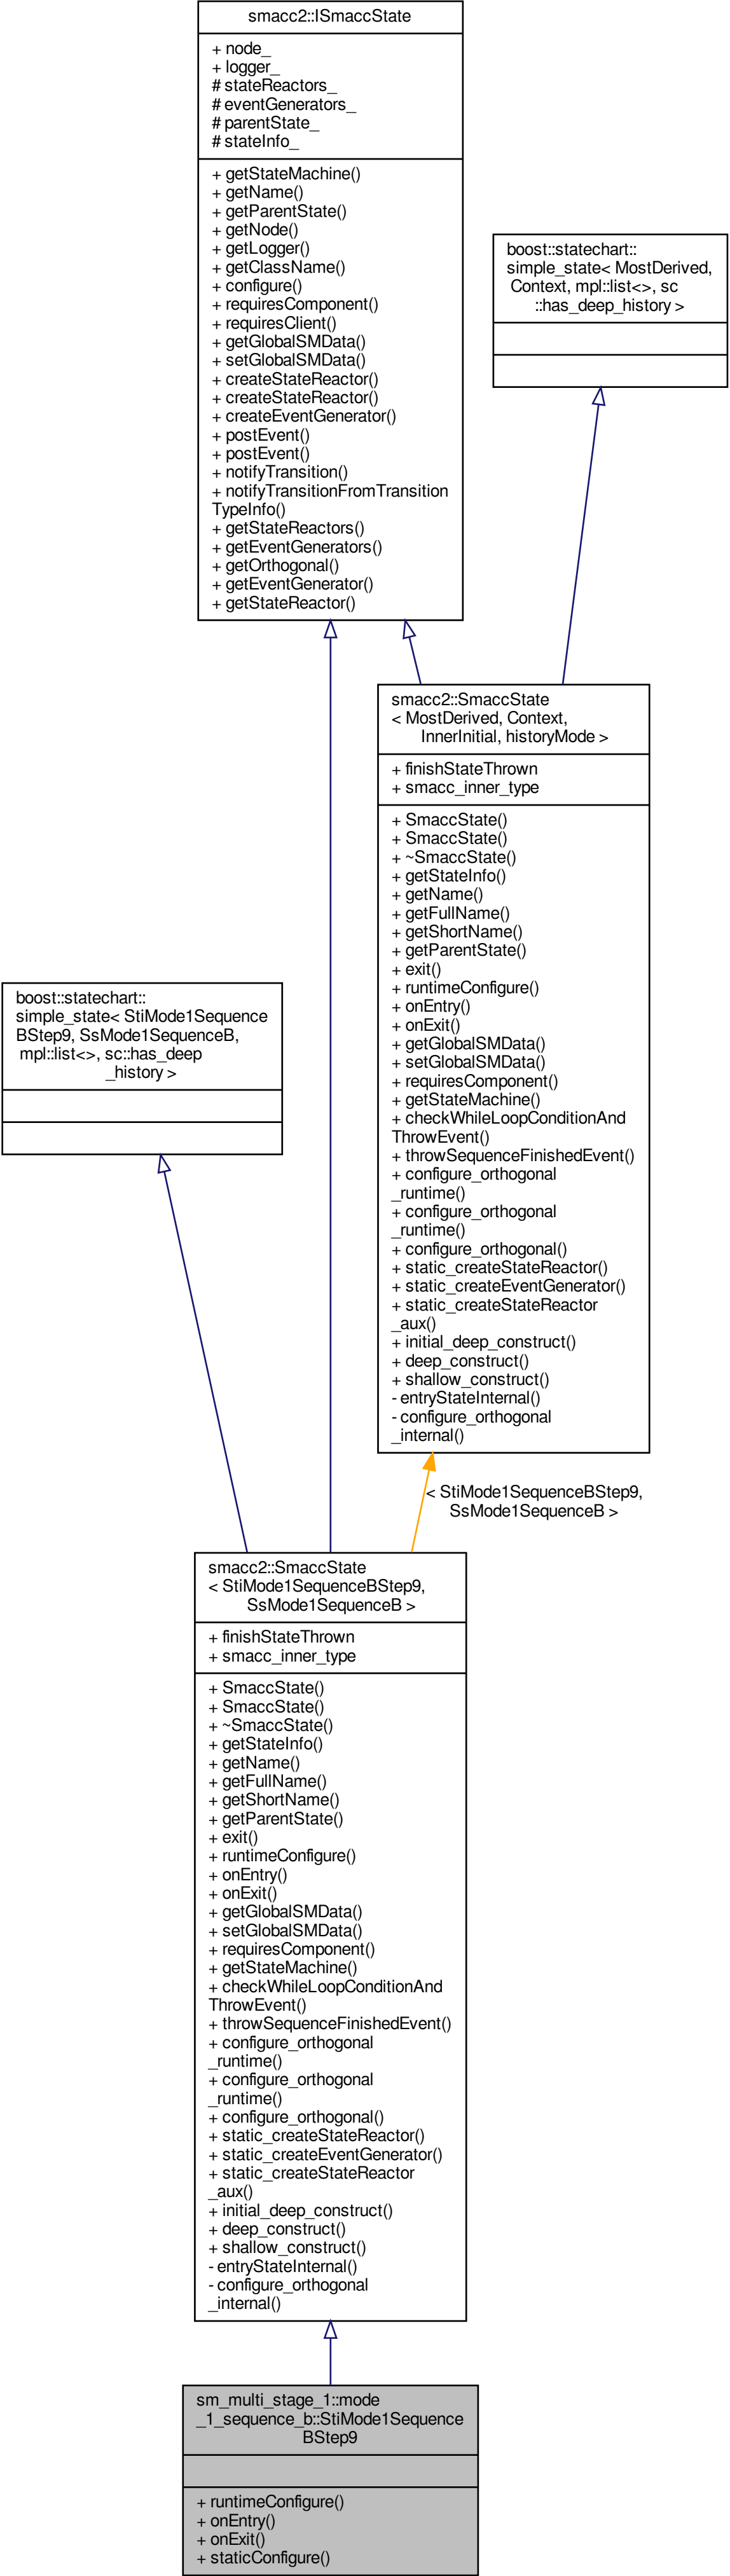 smacc2::ISmaccState
+ node_
+ logger_
# stateReactors_
# eventGenerators_
# parentState_
# stateInfo_
+ getStateMachine()
+ getName()
+ getParentState()
+ getNode()
+ getLogger()
+ getClassName()
+ configure()
+ requiresComponent()
+ requiresClient()
+ getGlobalSMData()
+ setGlobalSMData()
+ createStateReactor()
+ createStateReactor()
+ createEventGenerator()
+ postEvent()
+ postEvent()
+ notifyTransition()
+ notifyTransitionFromTransition
TypeInfo()
+ getStateReactors()
+ getEventGenerators()
+ getOrthogonal()
+ getEventGenerator()
+ getStateReactor()
boost::statechart::
simple_state< MostDerived,
Context, mpl::list<>, sc
::has_deep_history >
smacc2::SmaccState
< MostDerived, Context,
InnerInitial, historyMode >
+ finishStateThrown
+ smacc_inner_type
+ SmaccState()
+ SmaccState()
+ ~SmaccState()
+ getStateInfo()
+ getName()
+ getFullName()
+ getShortName()
+ getParentState()
+ exit()
+ runtimeConfigure()
+ onEntry()
+ onExit()
+ getGlobalSMData()
+ setGlobalSMData()
+ requiresComponent()
+ getStateMachine()
+ checkWhileLoopConditionAnd
ThrowEvent()
+ throwSequenceFinishedEvent()
+ configure_orthogonal
_runtime()
+ configure_orthogonal
_runtime()
+ configure_orthogonal()
+ static_createStateReactor()
+ static_createEventGenerator()
+ static_createStateReactor
_aux()
+ initial_deep_construct()
+ deep_construct()
+ shallow_construct()
- entryStateInternal()
- configure_orthogonal
_internal()
boost::statechart::
simple_state< StiMode1Sequence
BStep9, SsMode1SequenceB,
mpl::list<>, sc::has_deep
_history >
< StiMode1SequenceBStep9,
SsMode1SequenceB >
smacc2::SmaccState
< StiMode1SequenceBStep9,
SsMode1SequenceB >
+ finishStateThrown
+ smacc_inner_type
+ SmaccState()
+ SmaccState()
+ ~SmaccState()
+ getStateInfo()
+ getName()
+ getFullName()
+ getShortName()
+ getParentState()
+ exit()
+ runtimeConfigure()
+ onEntry()
+ onExit()
+ getGlobalSMData()
+ setGlobalSMData()
+ requiresComponent()
+ getStateMachine()
+ checkWhileLoopConditionAnd
ThrowEvent()
+ throwSequenceFinishedEvent()
+ configure_orthogonal
_runtime()
+ configure_orthogonal
_runtime()
+ configure_orthogonal()
+ static_createStateReactor()
+ static_createEventGenerator()
+ static_createStateReactor
_aux()
+ initial_deep_construct()
+ deep_construct()
+ shallow_construct()
- entryStateInternal()
- configure_orthogonal
_internal()
sm_multi_stage_1::mode
_1_sequence_b::StiMode1Sequence
BStep9
+ runtimeConfigure()
+ onEntry()
+ onExit()
+ staticConfigure()